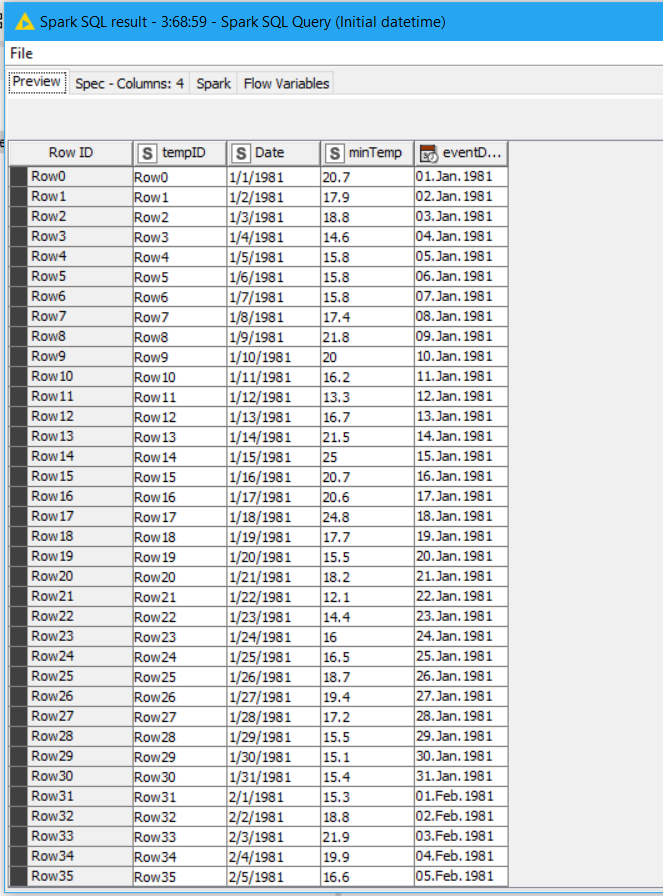 Spark SQL result - 3:68:59 - Spark SQL Query (Initial datetime)
File
Preview Spec - Columns: 4 Spark Flow Variables
Row ID S tempID S Date S minTemp eventD...
Row0 Row0 1/1/1981 20.7 01.Jan.1981
Row1 Row1 1/2/1981 17.9 02.Jan.1981
Row2 Row2 1/3/1981 18.8 03.Jan.1981
Row3 Row3 1/4/1981 14.6 04.Jan.1981
Row4 Row4 1/5/1981 15.8 05.Jan.1981
Row5 Row5 1/6/1981 15.8 06.Jan.1981
Row6 Row6 1/7/1981 15.8 07.Jan.1981
Row7 Row7 1/8/1981 17.4 08.Jan.1981
Row8 Row8 1/9/1981 21.8 09.Jan.1981
Row9 Row9 1/10/1981 20 10.Jan.1981
Row10 Row10 1/11/1981 16.2 11.Jan.1981
Row11 Row11 1/12/1981 13.3 12.Jan.1981
Row12 Row12 1/13/1981 16.7 13.Jan.1981
Row13 Row13 1/14/1981 21.5 14.Jan.1981
Row14 Row14 1/15/1981 25 15.Jan.1981
Row15 Row15 1/16/1981 20.7 16.Jan.1981
Row16 Row16 1/17/1981 20.6 17.Jan.1981
Row17 Row17 1/18/1981 24.8 18.Jan.1981
Row18 Row18 1/19/1981 17.7 19.Jan.1981
Row19 Row19 1/20/1981 15.5 20.Jan.1981
Row20 Row20 1/21/1981 18.2 21.Jan.1981
Row21 Row21 1/22/1981 12.1 22.Jan.1981
Row22 Row22 1/23/1981 14.4 23.Jan.1981
Row23 Row23 1/24/1981 16 24.Jan.1981
Row24 Row24 1/25/1981 16.5 25.Jan.1981
Row25 Row25 1/26/1981 18.7 26.Jan.1981
Row26 Row26 1/27/1981 19.4 27.Jan.1981
Row27 Row27 1/28/1981 17.2 28.Jan.1981
Row28 Row28 1/29/1981 15.5 29.Jan.1981
Row29 Row29 1/30/1981 15.1 30.Jan.1981
Row30 Row30 1/31/1981 15.4 31.Jan.1981
Row31 Row31 2/1/1981 15.3 01.Feb.1981
Row32 Row32 2/2/1981 18.8 02.Feb.1981
Row33 Row33 2/3/1981 21.9 03.Feb.1981
Row34 Row34 2/4/1981 19.9 04.Feb.1981
Row35 Row35 2/5/1981 16.6 05.Feb.1981